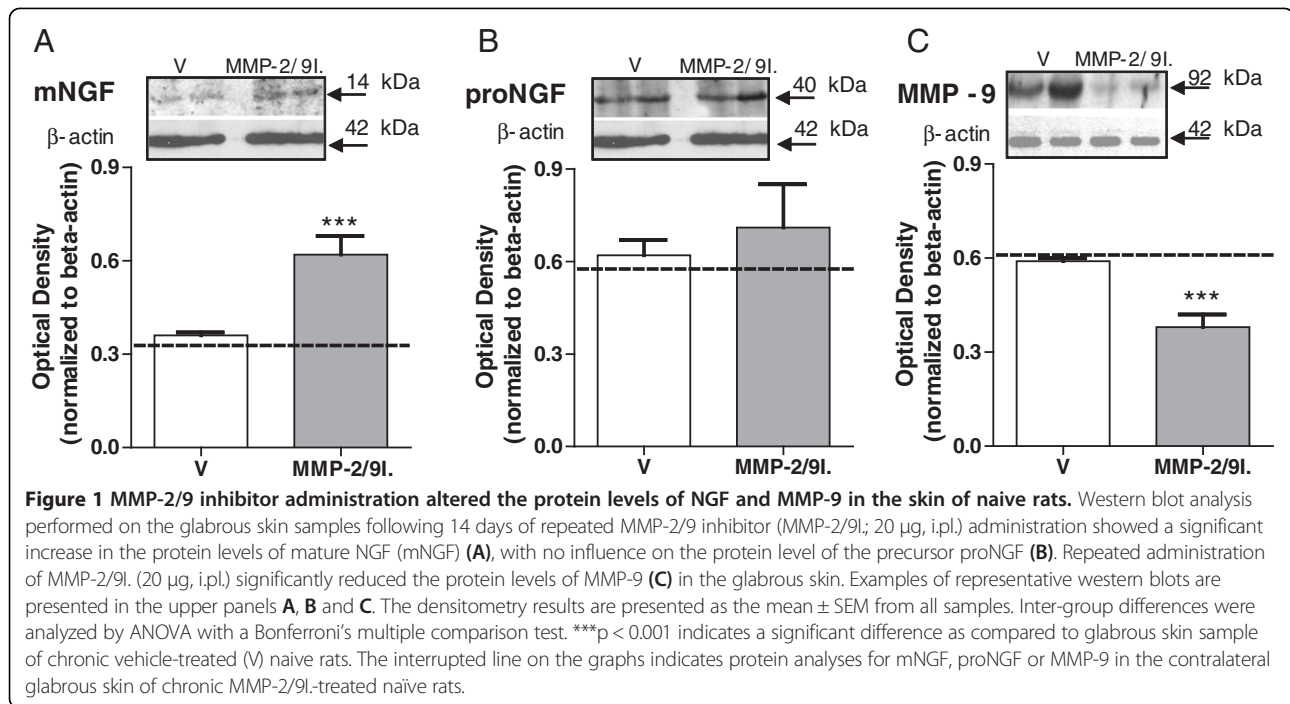 A
V MMP-2/9I.
mNGF
14 kDa
β-actin
42 kDa
0.9
0.6
0.3
0.0
Optical Density
(normalized to beta-actin)
***
V MMP-2/9I.
B
V MMP-2/9I.
proNGF
40 kDa
β-actin
42 kDa
0.9
0.6
0.3
0.0
Optical Density
(normalized to beta-actin)
V MMP-2/9I.
C
V MMP-2/9I.
MMP - 9
92 kDa
β-actin
42 kDa
0.9
0.6
0.3
0.0
Optical Density
(normalized to beta-actin)
***
V MMP-2/9I.
Figure 1 MMP-2/9 inhibitor administration altered the protein levels of NGF and MMP-9 in the skin of naive rats. Western blot analysis
performed on the glabrous skin samples following 14 days of repeated MMP-2/9 inhibitor (MMP-2/9I.; 20 μg, i.pl.) administration showed a significant
increase in the protein levels of mature NGF (mNGF) (A), with no influence on the protein level of the precursor proNGF (B). Repeated administration
of MMP-2/9I. (20 μg, i.pl.) significantly reduced the protein levels of MMP-9 (C) in the glabrous skin. Examples of representative western blots are
presented in the upper panels A, B and C. The densitometry results are presented as the mean ± SEM from all samples. Inter-group differences were
analyzed by ANOVA with a Bonferroni's multiple comparison test. ***p < 0.001 indicates a significant difference as compared to glabrous skin sample
of chronic vehicle-treated (V) naive rats. The interrupted line on the graphs indicates protein analyses for mNGF, proNGF or MMP-9 in the contralateral
glabrous skin of chronic MMP-2/9I.-treated naïve rats.